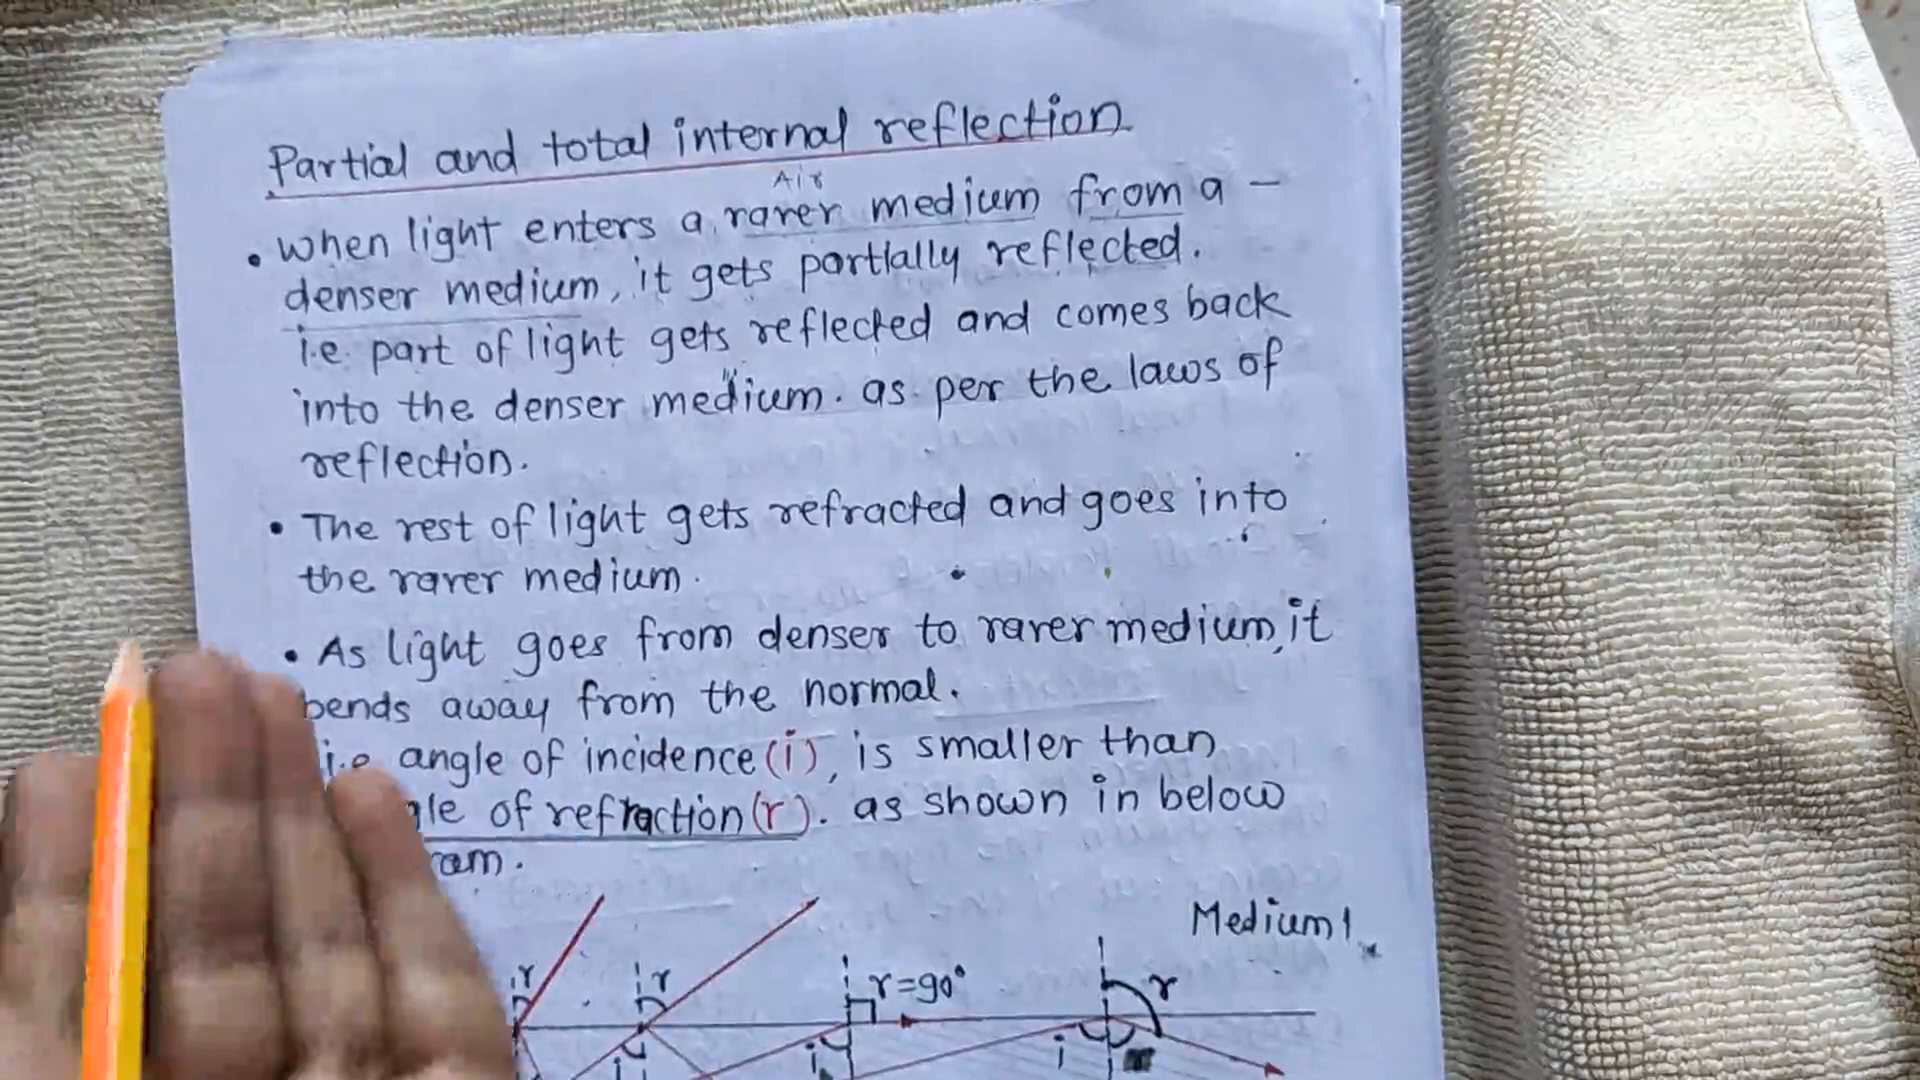 Partial and total internal reflection
Air
• When light enters a rarer medium from a -
denser medium, it gets partially reflected.
i.e. part of light gets reflected and comes back
into the denser medium. as per the laws of
reflection.
• The rest of light gets refracted and goes into
the rarer medium.
• As light goes from denser to rarer medium, it
bends away from the normal.
i.e angle of incidence (i), is smaller than
gle of refraction (r). as shown in below
ram.
Medium 1
r r r=90° r
i i i